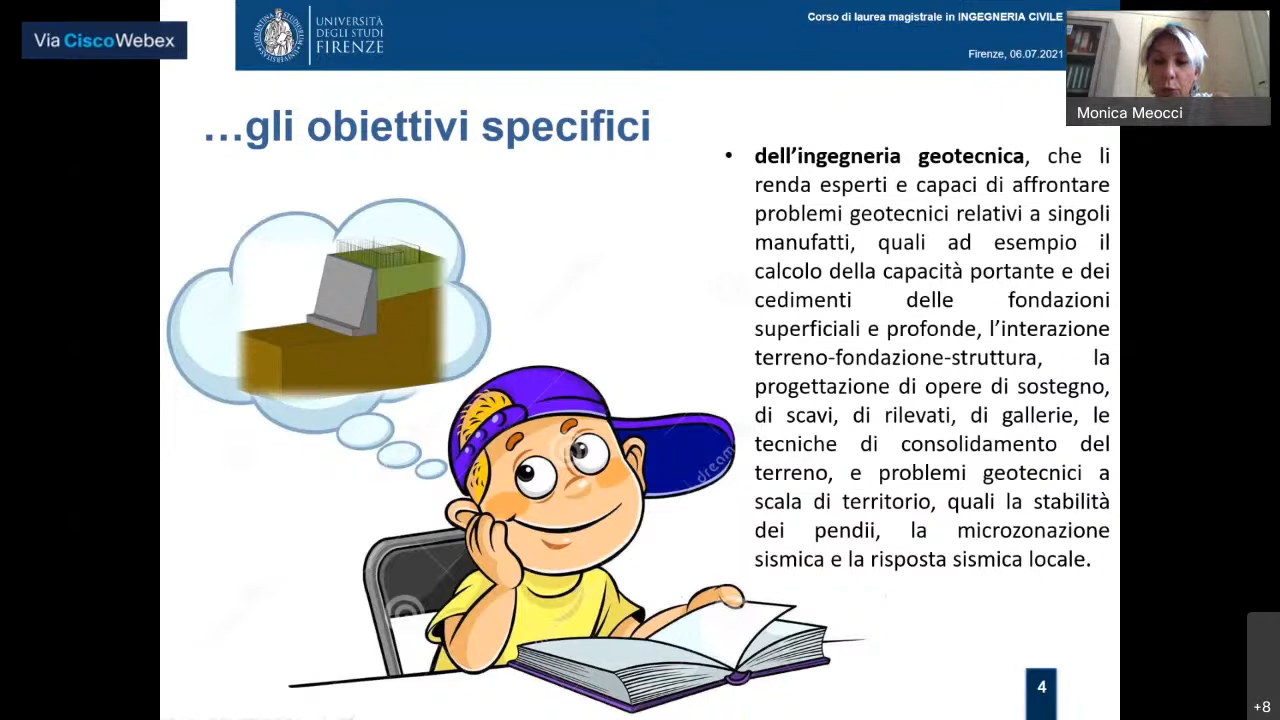 Via CiscoWebex
UNIVERSITÀ
DEGLI STUDI
FIRENZE
Corso di laurea magistrale in INGEGNERIA CIVILE
Firenze, 06.07.2021
Monica Meocci
…gli obiettivi specifici
• dell’ingegneria geotecnica, che li
renda esperti e capaci di affrontare
problemi geotecnici relativi a singoli
manufatti, quali ad esempio il
calcolo della capacità portante e dei
cedimenti delle fondazioni
superficiali e profonde, l’interazione
terreno-fondazione-struttura, la
progettazione di opere di sostegno,
di scavi, di rilevati, di gallerie, le
tecniche di consolidamento del
terreno, e problemi geotecnici a
scala di territorio, quali la stabilità
dei pendii, la microzonazione
sismica e la risposta sismica locale.
4
+8